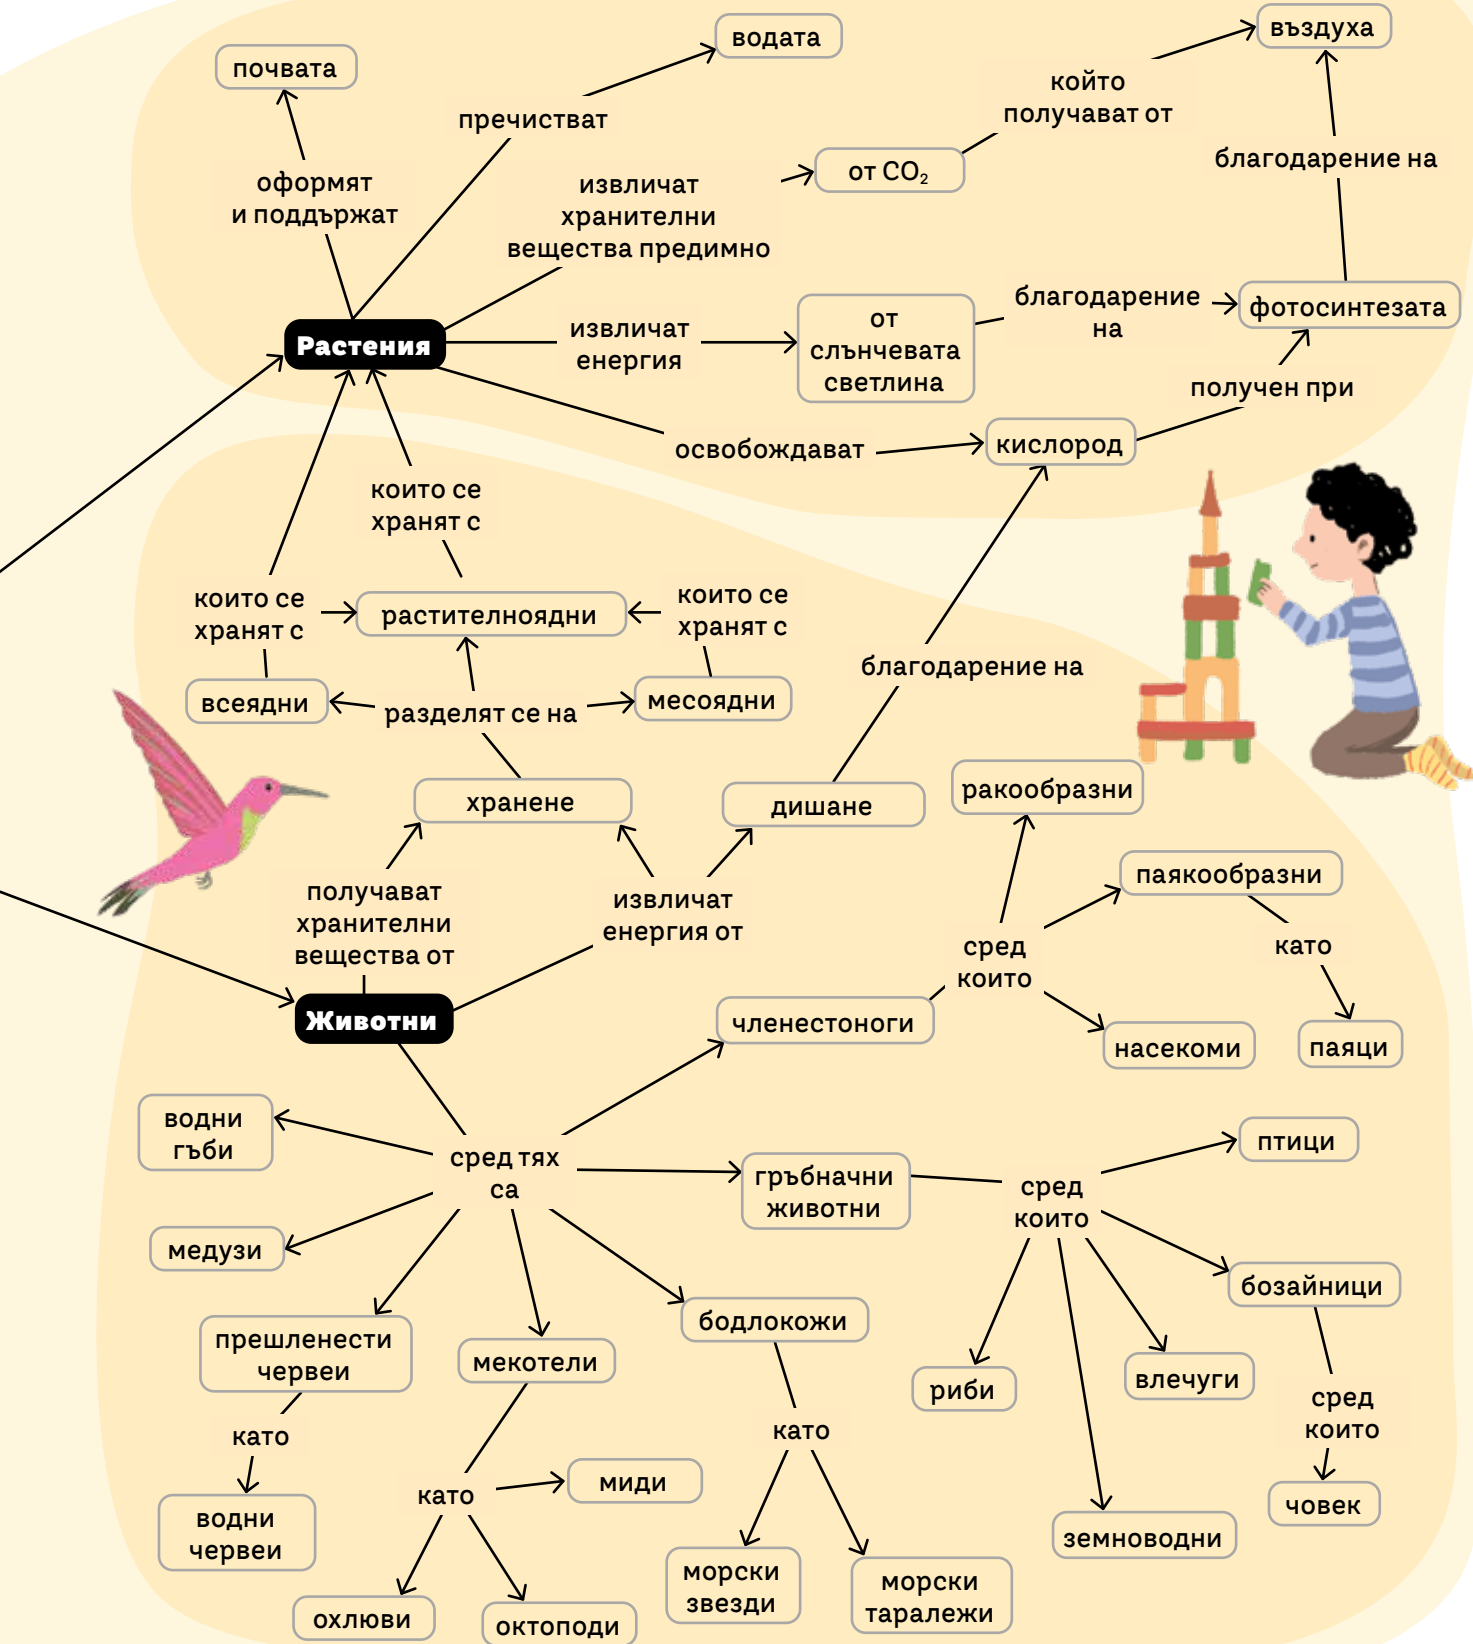 водата
въздуха
почвата
който
получават от
пречистват
благодарение на
от CO₂
оформят
и поддържат
извличат
хранителни
вещества предимно
благодарение
на
фотосинтезата
Растения
извличат
енергия
от
слънчевата
светлина
получен при
освобождават
кислород
които се
хранят с
които се
хранят с
растителноядни
които се
хранят с
благодарение на
всеядни
разделят се на
месоядни
хранене
дишане
ракообразни
паякообразни
получават
хранителни
вещества от
извличат
енергия от
сред
които
като
Животни
членестоноги
насекоми
паяци
водни
гъби
сред тях
са
гръбначни
животни
сред
които
птици
медузи
бозайници
прешленести
червеи
мекотели
бодлокожи
риби
влечуги
сред
които
като
като
като
миди
човек
водни
червеи
земноводни
охлюви
октоподи
морски
звезди
морски
таралежи